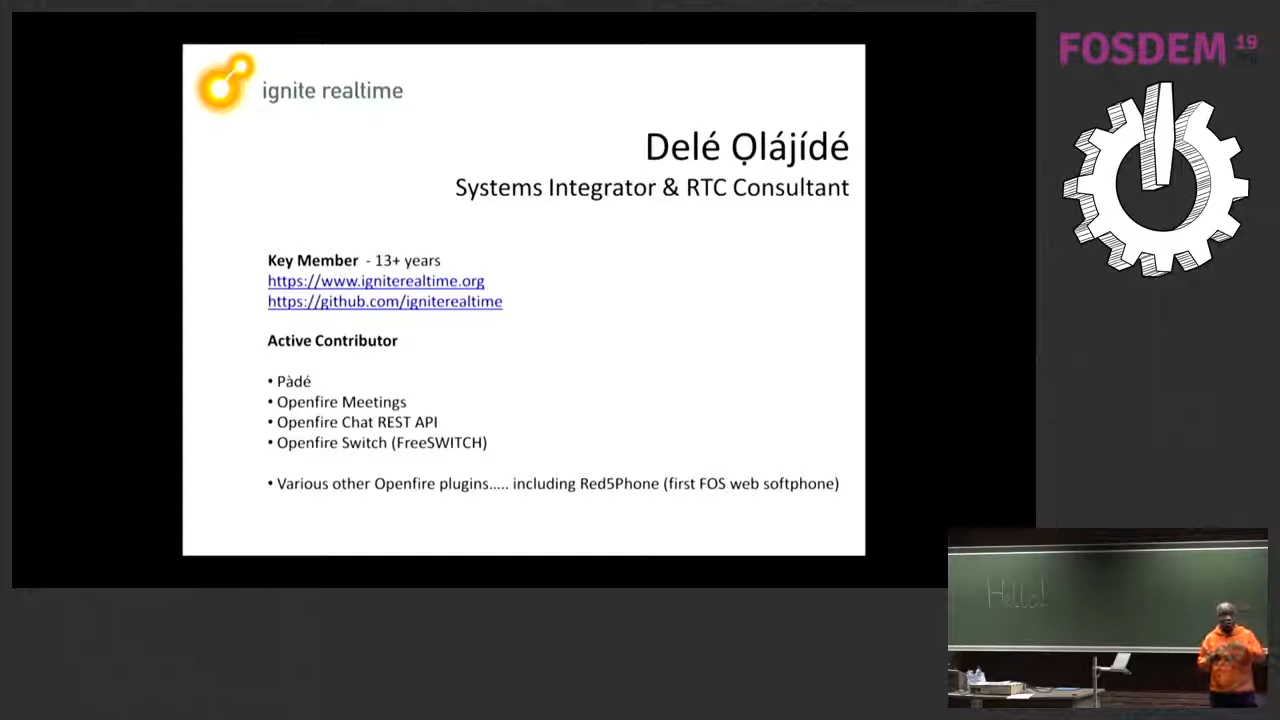 ignite realtime
FOSDEM 19
Delé Ọlájídé
Systems Integrator & RTC Consultant
Key Member - 13+ years
https://www.igniterealtime.org
https://github.com/igniterealtime
Active Contributor
• Pàdé
• Openfire Meetings
• Openfire Chat REST API
• Openfire Switch (FreeSWITCH)
• Various other Openfire plugins..... including Red5Phone (first FOS web softphone)
Hello!